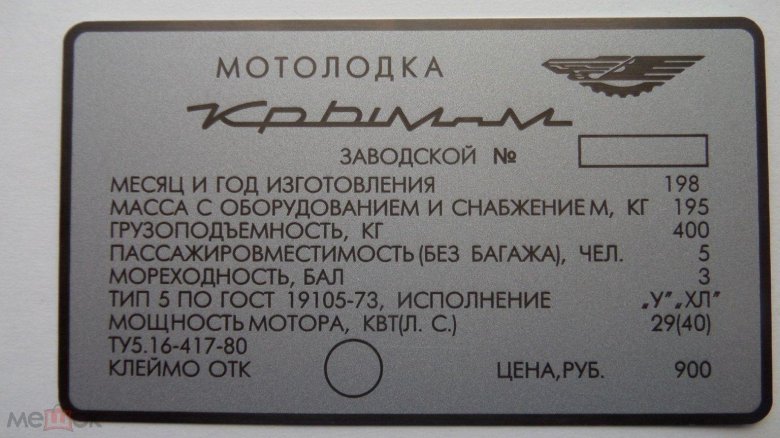 МОТОЛОДКА
Крым-м
ЗАВОДСКОЙ №
МЕСЯЦ И ГОД ИЗГОТОВЛЕНИЯ 198
МАССА С ОБОРУДОВАНИЕМ И СНАБЖЕНИЕМ, КГ 195
ГРУЗОПОДЪЕМНОСТЬ, КГ 400
ПАССАЖИРОВМЕСТИМОСТЬ (БЕЗ БАГАЖА), ЧЕЛ. 5
МОРЕХОДНОСТЬ, БАЛ 3
ТИП 5 ПО ГОСТ 19105-73, ИСПОЛНЕНИЕ „У”„ХЛ”
МОЩНОСТЬ МОТОРА, КВТ(Л. С.) 29(40)
ТУ5.16-417-80
КЛЕЙМО ОТК ЦЕНА,РУБ. 900
мешок